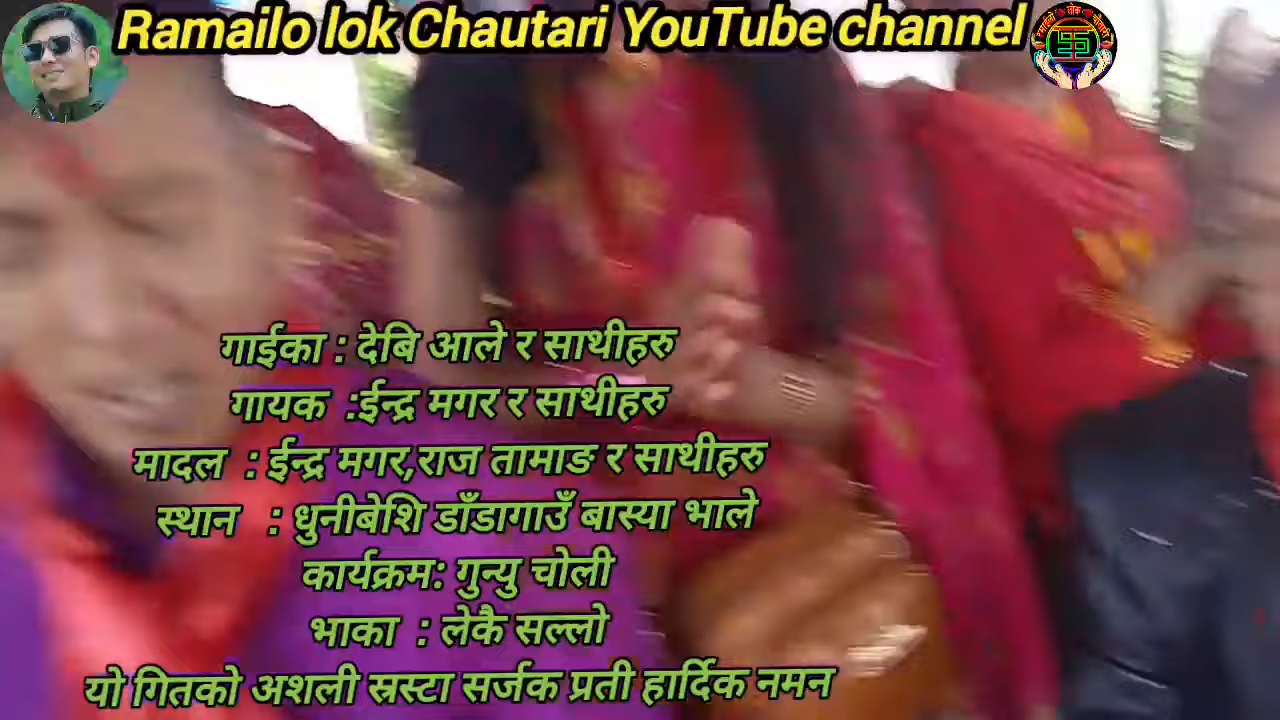 Ramailo lok Chautari YouTube channel
गाईका : देबि आले र साथीहरु
गायक :ईन्द्र मगर र साथीहरु
मादल : ईन्द्र मगर,राज तामाङ र साथीहरु
स्थान : धुनीबेशि डाँडागाउँ बास्या भाले
कार्यक्रम: गुन्यु चोली
भाका : लेकै सल्लो
यो गितको अशली स्रस्टा सर्जक प्रती हार्दिक नमन